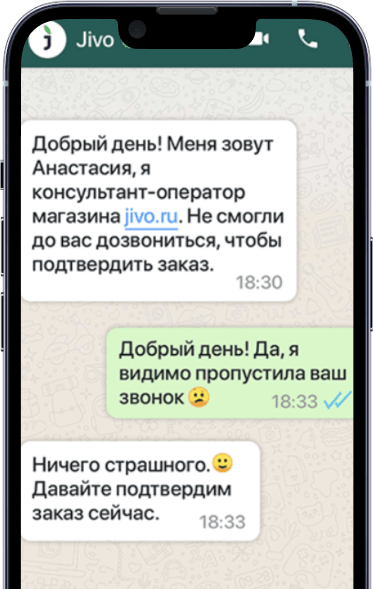 Jivo
Добрый день! Меня зовут
Анастасия, я
консультант-оператор
магазина jivo.ru. Не смогли
до вас дозвониться, чтобы
подтвердить заказ.
18:30
Добрый день! Да, я
видимо пропустила ваш
звонок 😟 18:33
Ничего страшного.🙂
Давайте подтвердим
заказ сейчас. 18:33